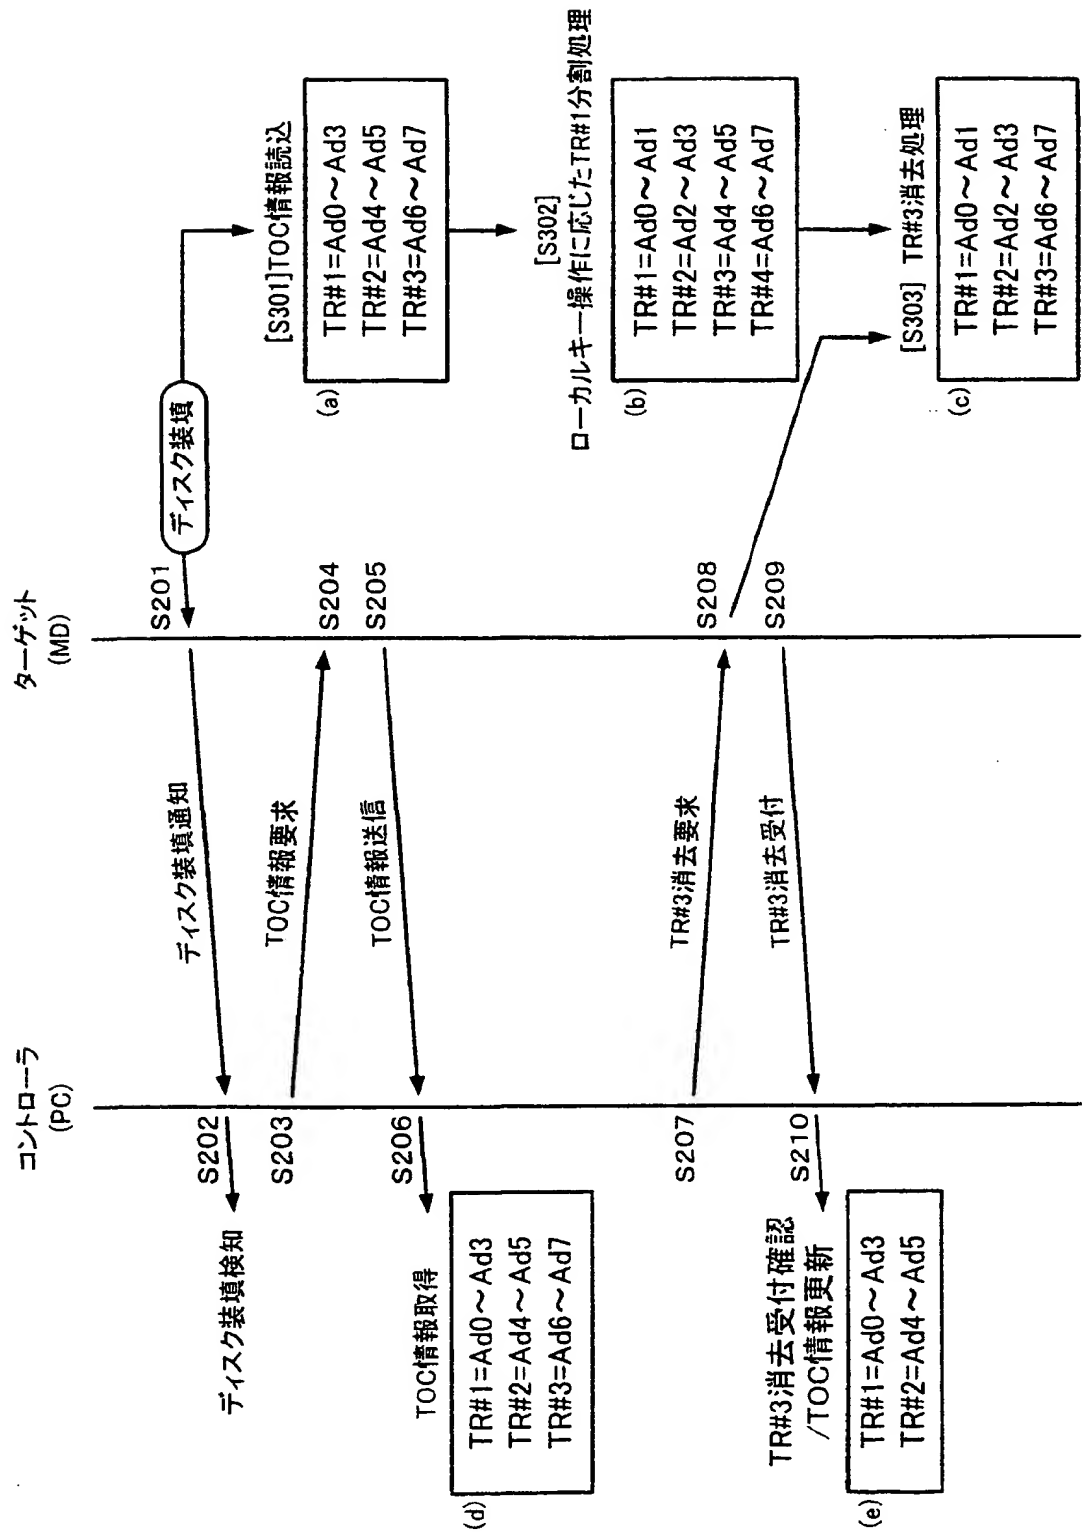 コントローラ
(PC)
ターゲット
(MD)
ディスク装填
S201
ディスク装填通知
S202
ディスク装填検知
[S301]TOC情報読込
(a)
TR#1=Ad0～Ad3
TR#2=Ad4～Ad5
TR#3=Ad6～Ad7
S203
TOC情報要求
S204
S205
TOC情報送信
S206
TOC情報取得
(d)
TR#1=Ad0～Ad3
TR#2=Ad4～Ad5
TR#3=Ad6～Ad7
[S302]
ローカルキー操作に応じたTR#1分割処理
(b)
TR#1=Ad0～Ad1
TR#2=Ad2～Ad3
TR#3=Ad4～Ad5
TR#4=Ad6～Ad7
S207
TR#3消去要求
S208
S209
TR#3消去受付
S210
TR#3消去受付確認
/TOC情報更新
(e)
TR#1=Ad0～Ad3
TR#2=Ad4～Ad5
[S303] TR#3消去処理
(c)
TR#1=Ad0～Ad1
TR#2=Ad2～Ad3
TR#3=Ad6～Ad7